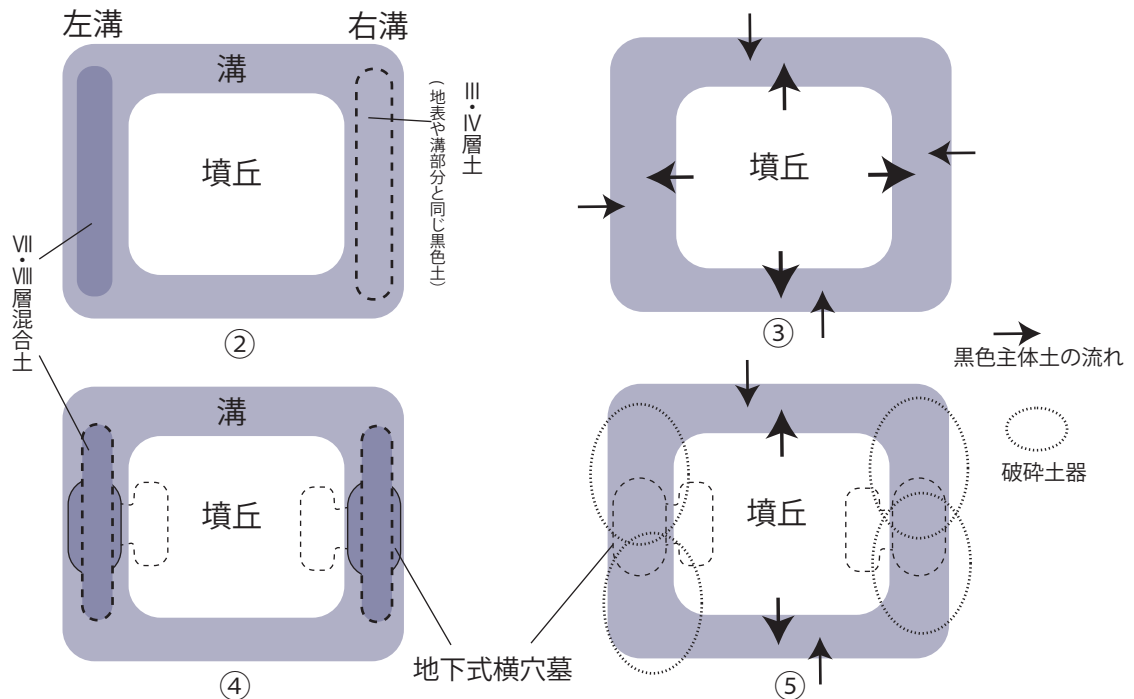 左溝
右溝
溝
墳丘
Ⅲ・Ⅳ層土
(地表や溝部分と同じ黒色土)
Ⅶ・Ⅷ層混合土
②
墳丘
③
黒色主体土の流れ
破砕土器
溝
墳丘
④
地下式横穴墓
墳丘
⑤